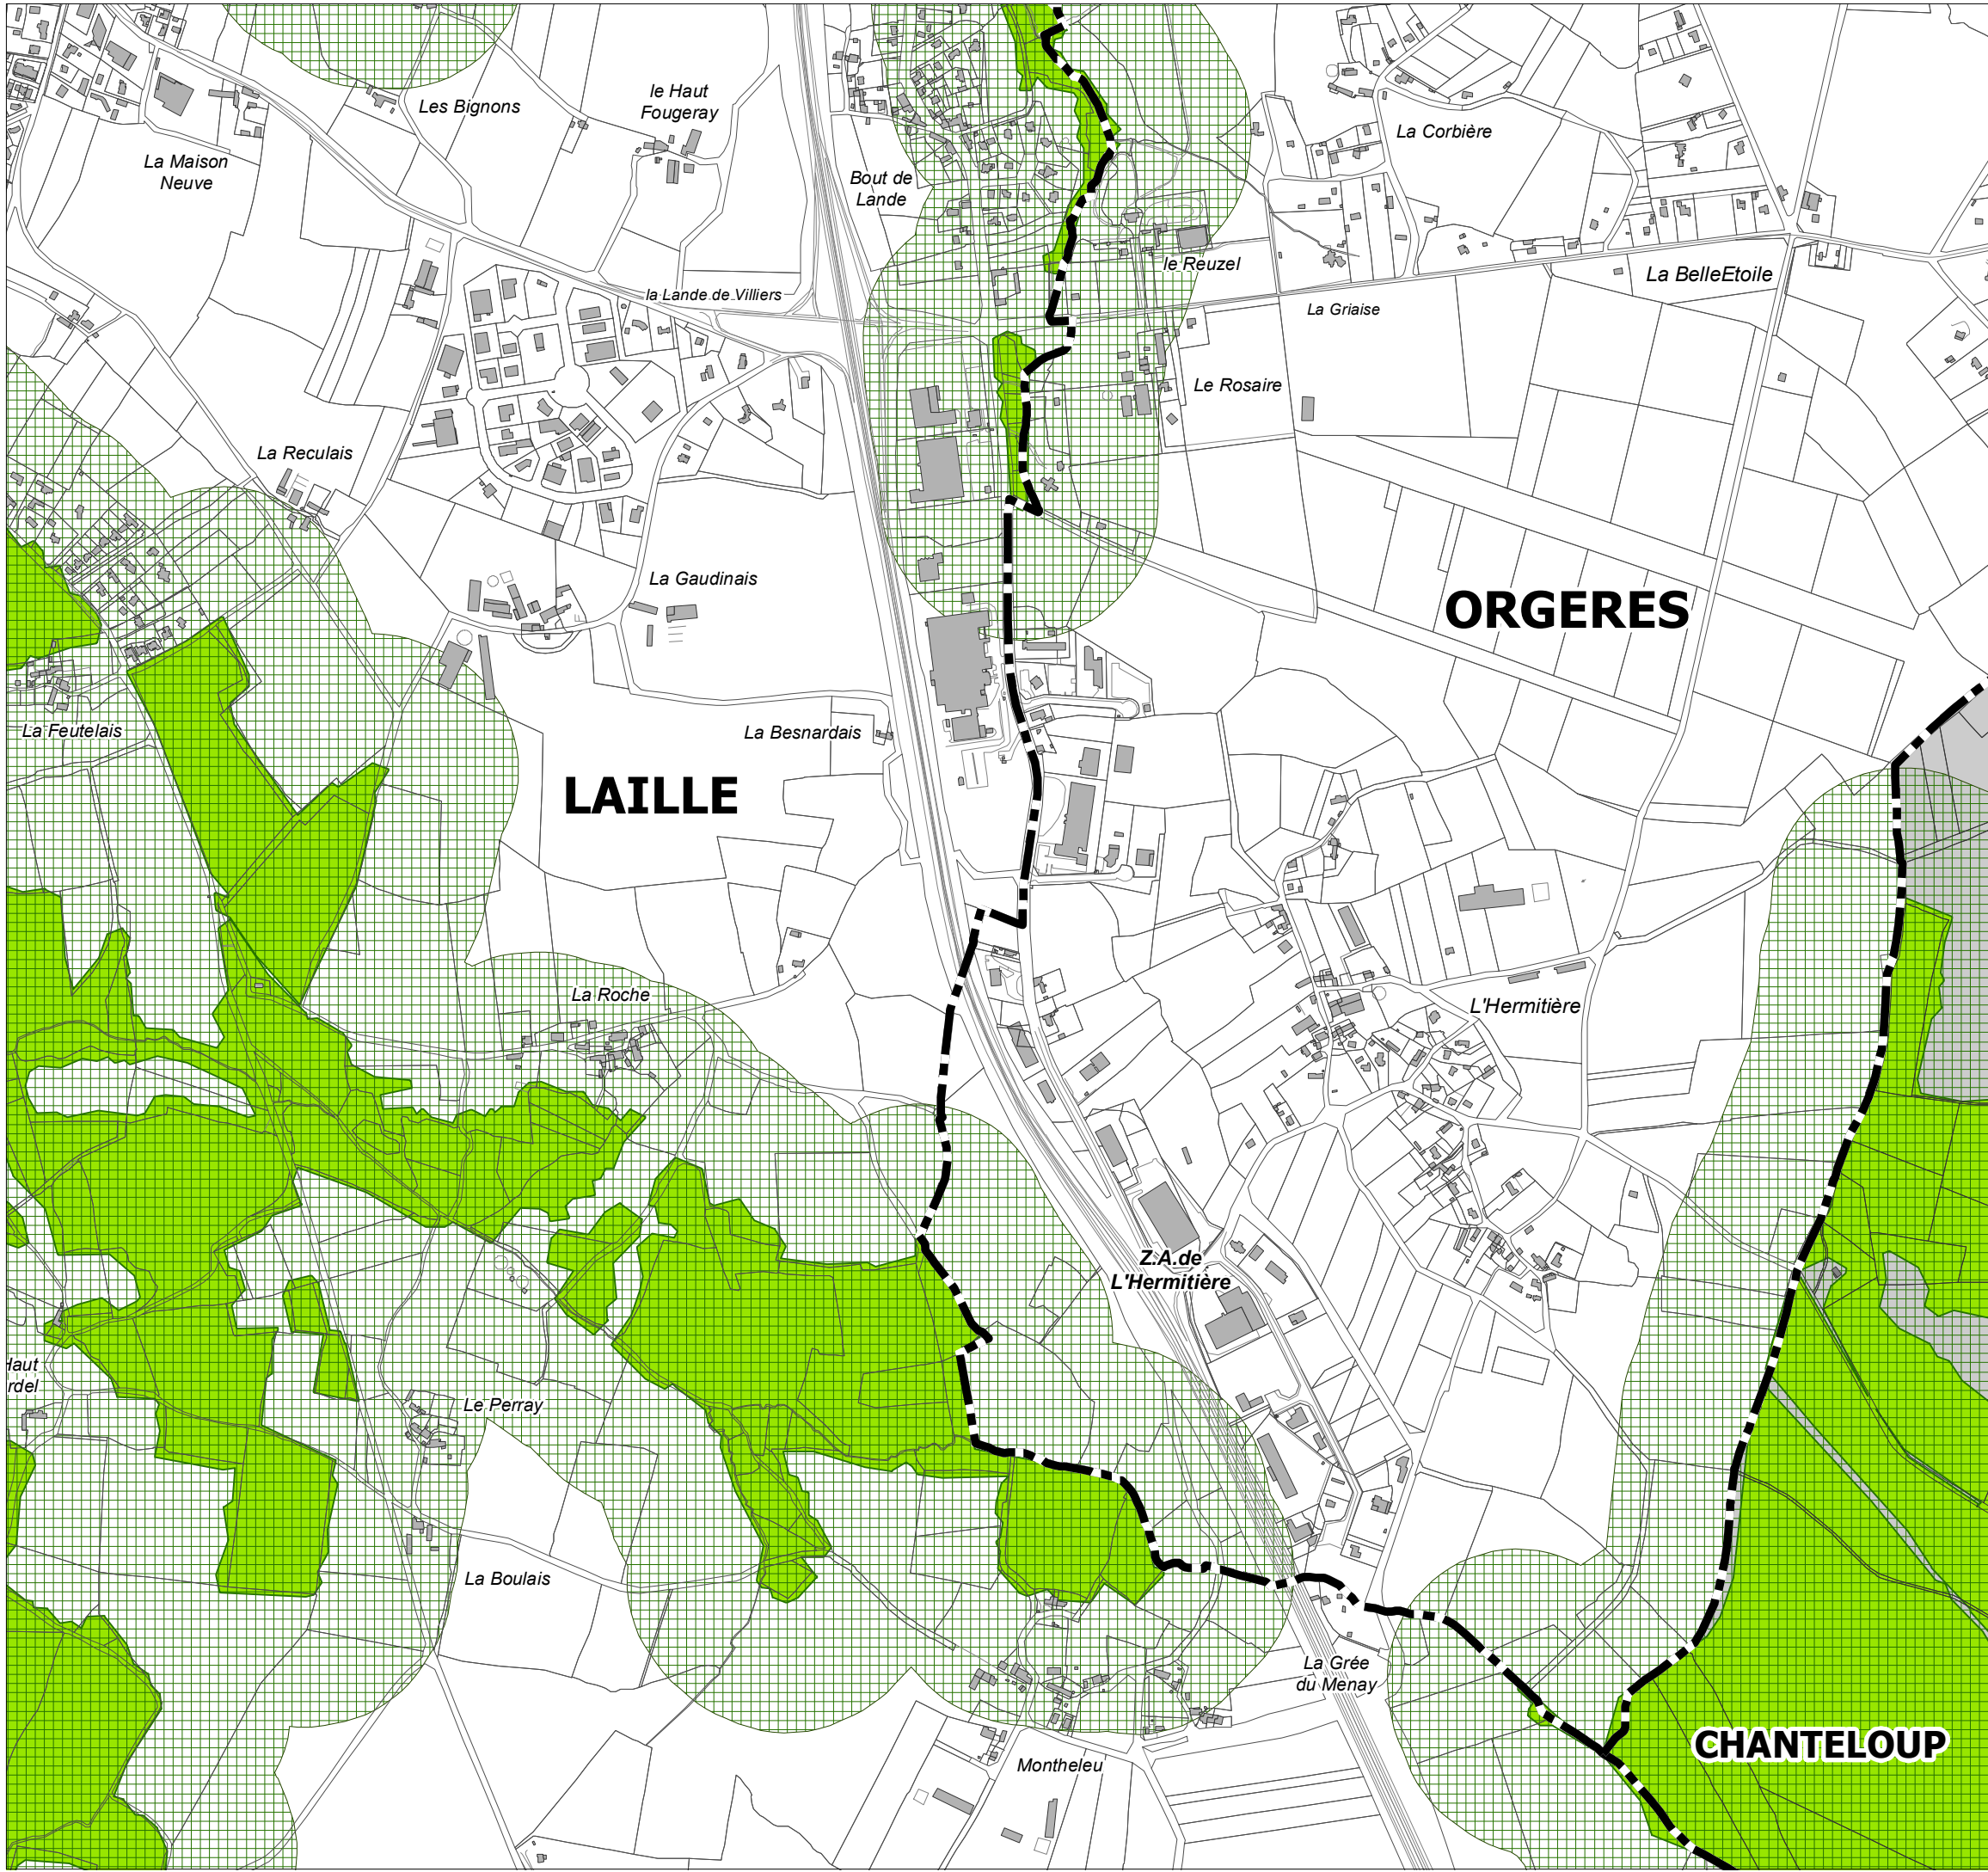 Les Bignons
le Haut
Fougeray
La Corbière
La Maison
Neuve
Bout de
Lande
le Reuzel
La BelleEtoile
la Lande de Villiers
La Griaise
Le Rosaire
La Reculais
La Gaudinais
ORGERES
La Feutelais
La Besnardais
LAILLE
La Roche
L'Hermitière
Z.A.de
L'Hermitière
Haut
rdel
Le Perray
La Boulais
La Grée
du Menay
CHANTELOUP
Montheleu